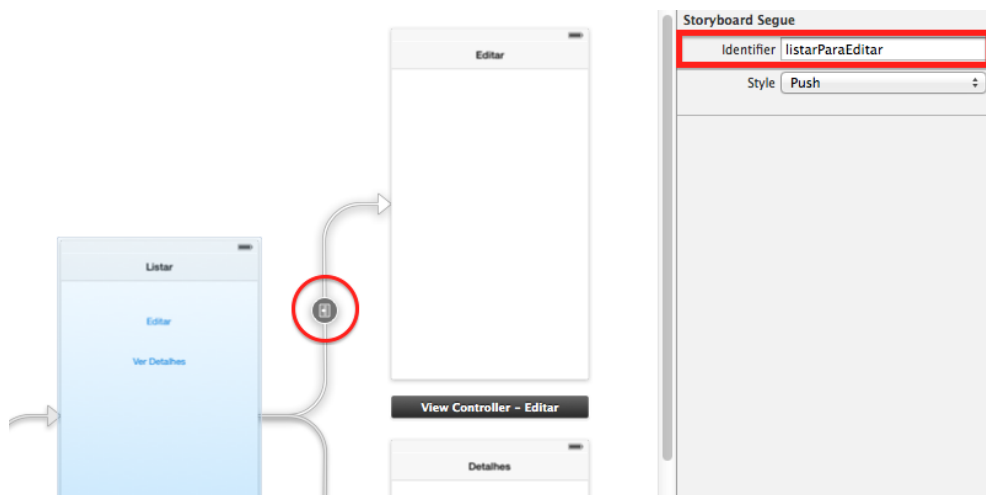 Editar
View Controller – Editar
Detalhes
Listar
Editar
Ver Detalhes
Storyboard Segue
Identifier listarParaEditar
Style Push